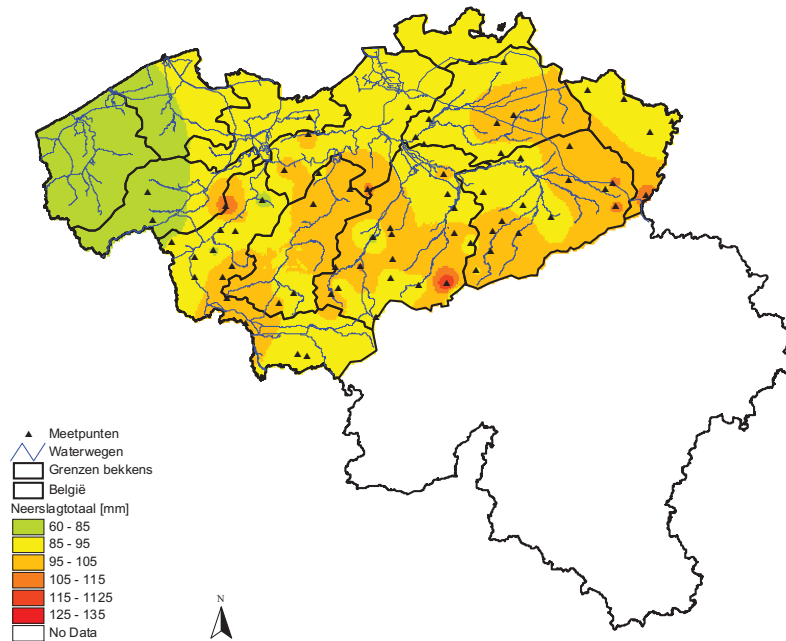 Meetpunten
Waterwegen
Grenzen bekkens
België
Neerslagtotaal [mm]
60 - 85
85 - 95
95 - 105
105 - 115
115 - 1125
125 - 135
No Data
N